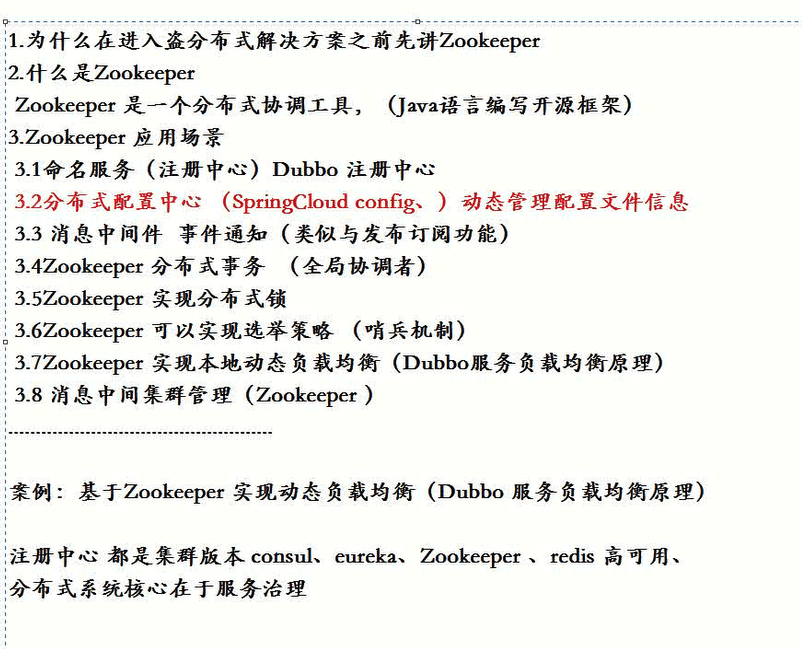 1.为什么在进入盗分布式解决方案之前先讲Zookeeper
2.什么是Zookeeper
Zookeeper 是一个分布式协调工具，（Java语言编写开源框架）
3.Zookeeper 应用场景
3.1命名服务（注册中心）Dubbo 注册中心
3.2分布式配置中心 （SpringCloud config、）动态管理配置文件信息
3.3 消息中间件 事件通知（类似与发布订阅功能）
3.4Zookeeper 分布式事务 （全局协调者）
3.5Zookeeper 实现分布式锁
3.6Zookeeper 可以实现选举策略 （哨兵机制）
3.7Zookeeper 实现本地动态负载均衡（Dubbo服务负载均衡原理）
3.8 消息中间集群管理（Zookeeper ）
------------------------------------------------
案例：基于Zookeeper 实现动态负载均衡（Dubbo 服务负载均衡原理）
注册中心 都是集群版本 consul、eureka、Zookeeper 、redis 高可用、
分布式系统核心在于服务治理